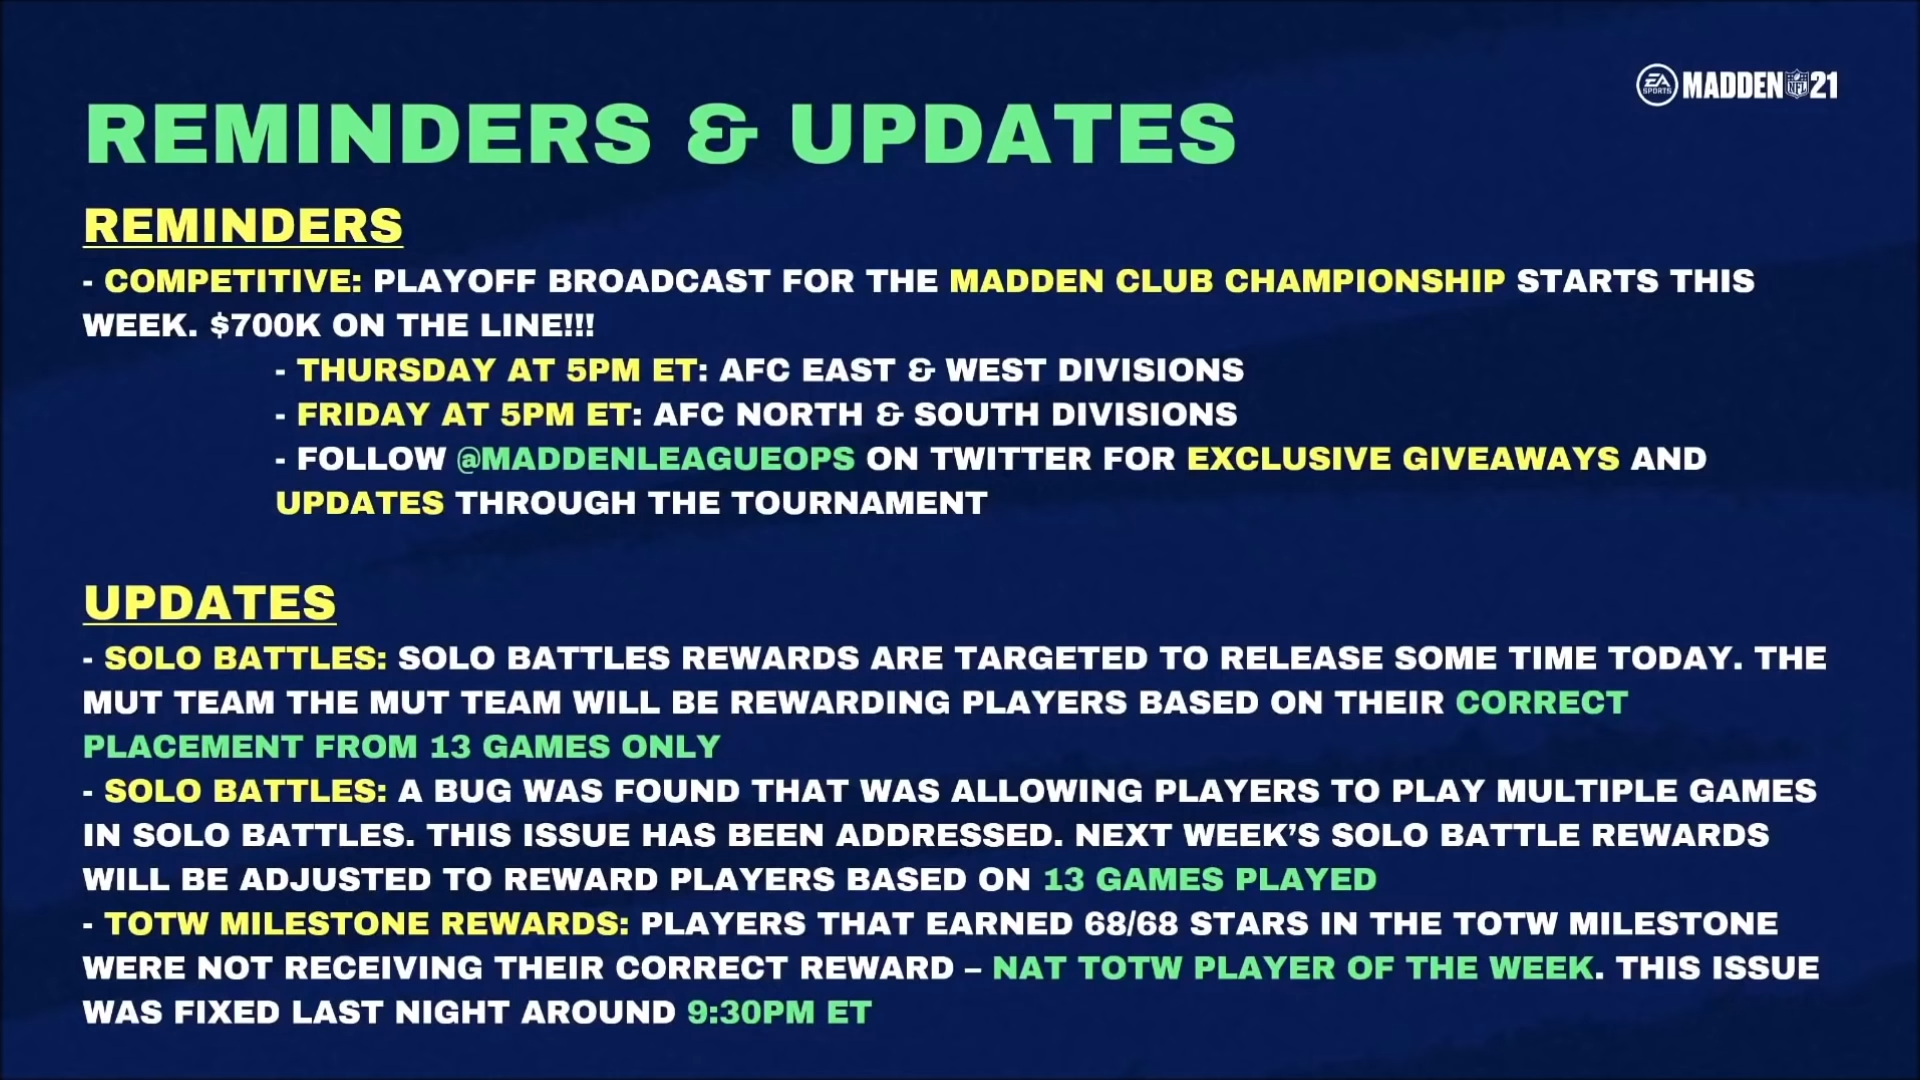 EA SPORTS MADDEN NFL 21
REMINDERS & UPDATES
REMINDERS
- COMPETITIVE: PLAYOFF BROADCAST FOR THE MADDEN CLUB CHAMPIONSHIP STARTS THIS
WEEK. $700K ON THE LINE!!!
- THURSDAY AT 5PM ET: AFC EAST & WEST DIVISIONS
- FRIDAY AT 5PM ET: AFC NORTH & SOUTH DIVISIONS
- FOLLOW @MADDENLEAGUEOPS ON TWITTER FOR EXCLUSIVE GIVEAWAYS AND
UPDATES THROUGH THE TOURNAMENT
UPDATES
- SOLO BATTLES: SOLO BATTLES REWARDS ARE TARGETED TO RELEASE SOME TIME TODAY. THE
MUT TEAM THE MUT TEAM WILL BE REWARDING PLAYERS BASED ON THEIR CORRECT
PLACEMENT FROM 13 GAMES ONLY
- SOLO BATTLES: A BUG WAS FOUND THAT WAS ALLOWING PLAYERS TO PLAY MULTIPLE GAMES
IN SOLO BATTLES. THIS ISSUE HAS BEEN ADDRESSED. NEXT WEEK’S SOLO BATTLE REWARDS
WILL BE ADJUSTED TO REWARD PLAYERS BASED ON 13 GAMES PLAYED
- TOTW MILESTONE REWARDS: PLAYERS THAT EARNED 68/68 STARS IN THE TOTW MILESTONE
WERE NOT RECEIVING THEIR CORRECT REWARD – NAT TOTW PLAYER OF THE WEEK. THIS ISSUE
WAS FIXED LAST NIGHT AROUND 9:30PM ET